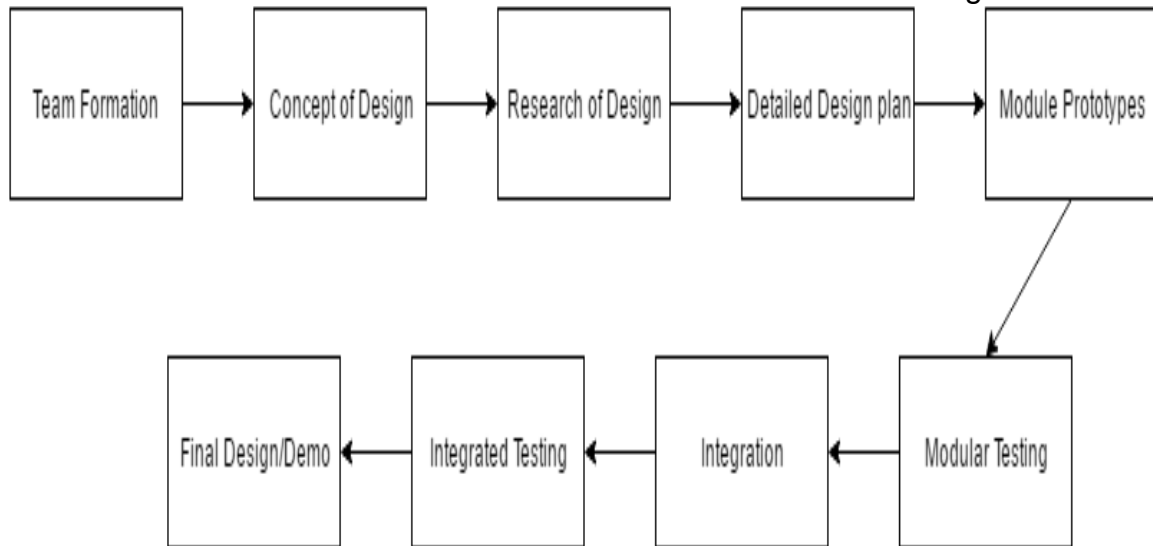 Team Formation
Concept of Design
Research of Design
Detailed Design plan
Module Prototypes
Modular Testing
Integration
Integrated Testing
Final Design/Demo